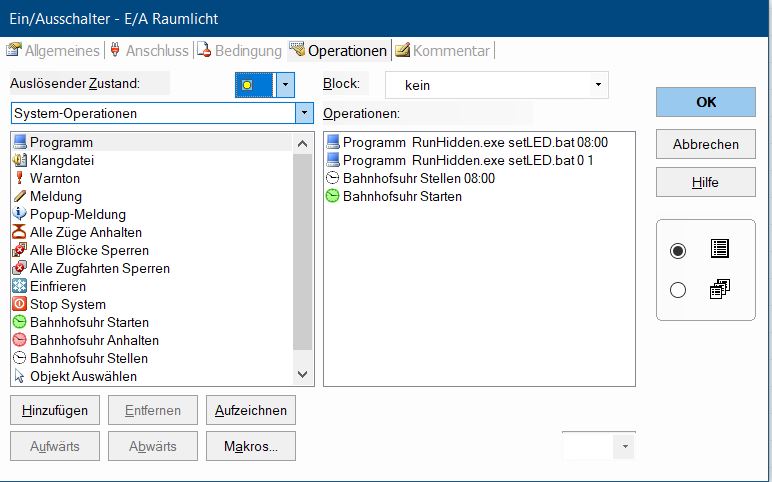 Ein/Ausschalter - E/A Raumlicht
Allgemeines Anschluss Bedingung Operationen Kommentar
Auslösender Zustand: Block: kein
System-Operationen Operationen:
OK
Abbrechen
Hilfe
Programm
Klangdatei
Warnton
Meldung
Popup-Meldung
Alle Züge Anhalten
Alle Blöcke Sperren
Alle Zugfahrten Sperren
Einfrieren
Stop System
Bahnhofsuhr Starten
Bahnhofsuhr Anhalten
Bahnhofsuhr Stellen
Objekt Auswählen
Programm RunHidden.exe setLED.bat 08:00
Programm RunHidden.exe setLED.bat 0 1
Bahnhofsuhr Stellen 08:00
Bahnhofsuhr Starten
Hinzufügen Entfernen Aufzeichnen
Aufwärts Abwärts Makros...